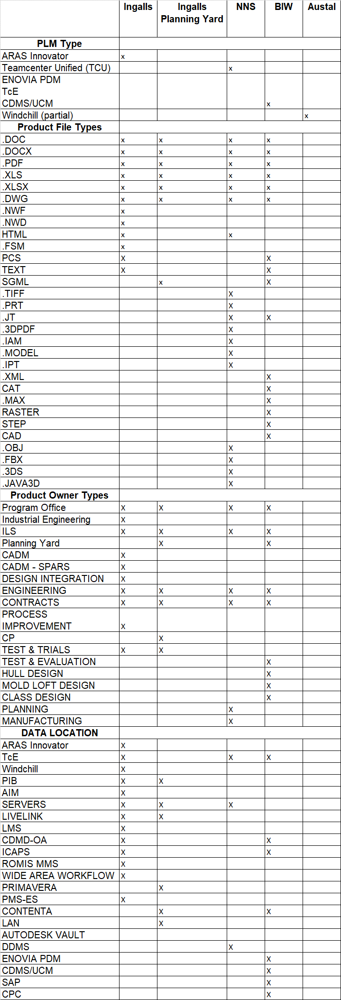 Ingalls Ingalls NNS BIW Austal
Planning Yard
PLM Type
ARAS Innovator x
Teamcenter Unified (TCU) x
ENOVIA PDM
TcE
CDMS/UCM x
Windchill (partial) x
Product File Types
.DOC x x x x
.DOCX x x x x
.PDF x x x x
.XLS x x x x
.XLSX x x x x
.DWG x x x x
.NWF x
.NWD x
HTML x x
.FSM x
PCS X X
TEXT X X
SGML x X
.TIFF X
.PRT X
.JT X X
.3DPDF X
.IAM X
.MODEL X
.IPT X
.XML X
CAT X
.MAX X
RASTER X
STEP X
CAD X
.OBJ X
.FBX X
.3DS X
.JAVA3D X
Product Owner Types
Program Office X X X X
Industrial Engineering X
ILS X X X X
Planning Yard X X
CADM X
CADM - SPARS X
DESIGN INTEGRATION X
ENGINEERING X X X X
CONTRACTS X X X X
PROCESS
IMPROVEMENT X
CP X
TEST & TRIALS X X
TEST & EVALUATION X
HULL DESIGN X
MOLD LOFT DESIGN X
CLASS DESIGN X
PLANNING X
MANUFACTURING X
DATA LOCATION
ARAS Innovator X
TcE X X X
Windchill X
PIB X X
AIM X
SERVERS X X X
LIVELINK X X
LMS X
CDMD-OA X X
ICAPS X X
ROMIS MMS X
WIDE AREA WORKFLOW X
PRIMAVERA X
PMS-ES X
CONTENTA X X
LAN X
AUTODESK VAULT
DDMS X
ENOVIA PDM X
CDMS/UCM X
SAP X
CPC X